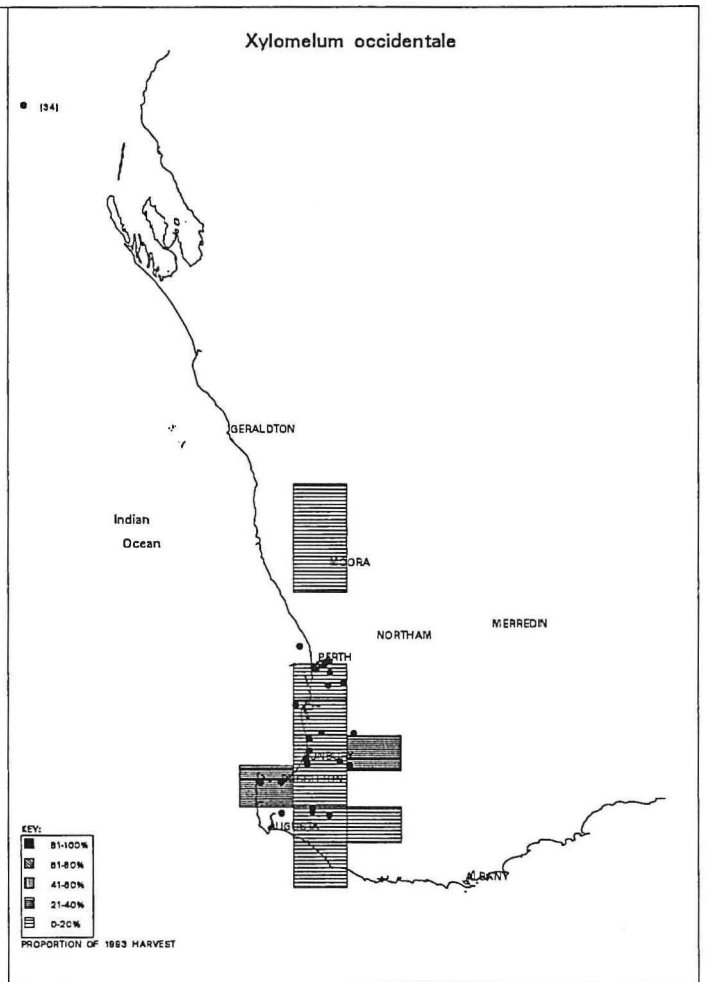 Xylomelum occidentale
[34]
GERALDTON
Indian
Ocean
MOORA
MERREDIN
NORTHAM
PERTH
AUGUSTA
ALBANY
KEY:
81-100%
61-80%
41-60%
21-40%
0-20%
PROPORTION OF 1993 HARVEST